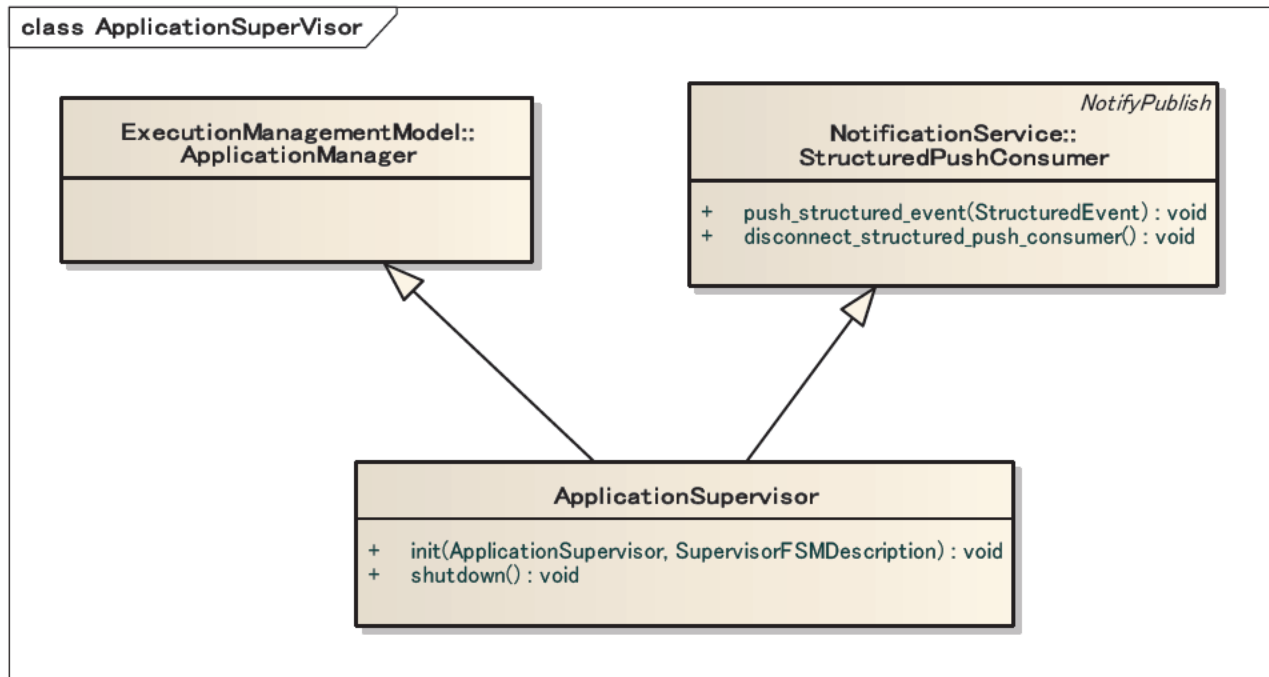 class ApplicationSuperVisor
ExecutionManagementModel::
ApplicationManager
NotifyPublish
NotificationService::
StructuredPushConsumer
+ push_structured_event(StructuredEvent) : void
+ disconnect_structured_push_consumer() : void
ApplicationSupervisor
+ init(ApplicationSupervisor, SupervisorFSMDescription) : void
+ shutdown() : void